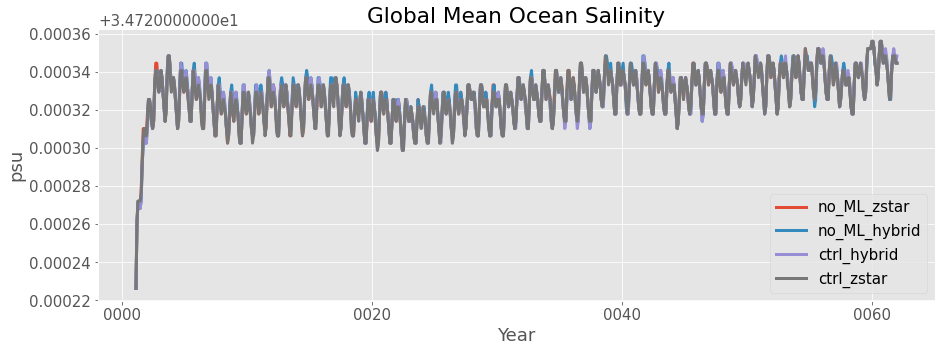 Global Mean Ocean Salinity
+3.4720000000e1
0.00036
0.00034
0.00032
0.00030
0.00028
0.00026
0.00024
0.00022
psu
no_ML_zstar
no_ML_hybrid
ctrl_hybrid
ctrl_zstar
0000 0020 0040 0060
Year